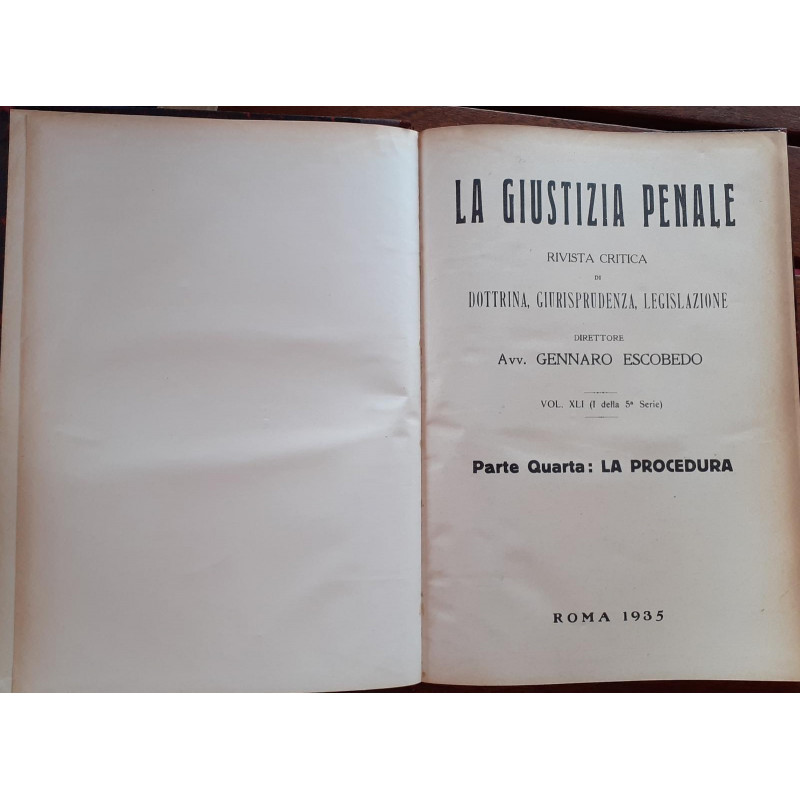 LA GIUSTIZIA PENALE
RIVISTA CRITICA
DI
DOTTRINA, GIURISPRUDENZA, LEGISLAZIONE
DIRETTORE
Avv. GENNARO ESCOBEDO
VOL. XLI (I della 5ª Serie)
Parte Quarta: LA PROCEDURA
ROMA 1935